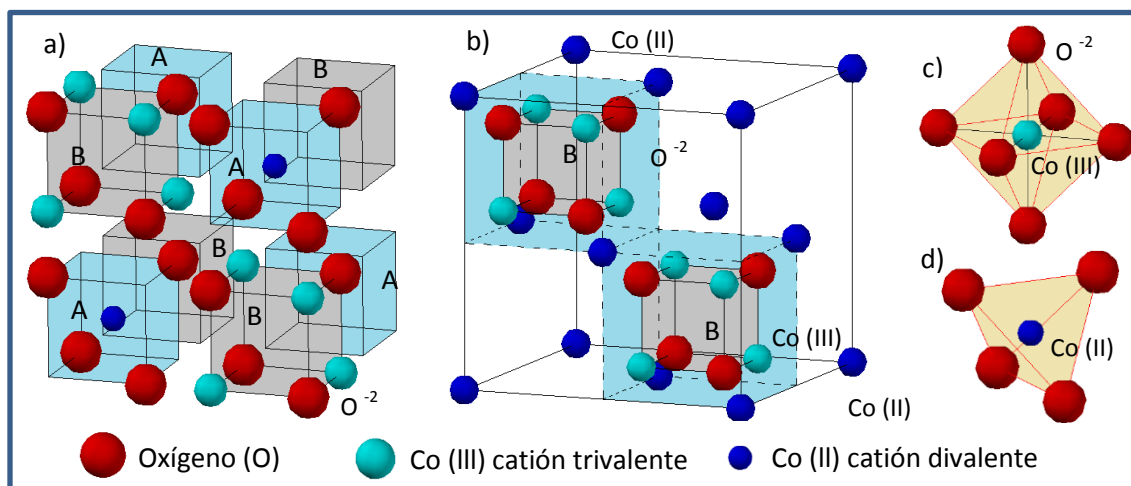 a)
A
B
B
A
B
A
A
B
O -2
b)
Co (II)
B
O -2
B
Co (III)
Co (II)
c)
O -2
Co (III)
d)
Co (II)
Oxígeno (O)
Co (III) catión trivalente
Co (II) catión divalente